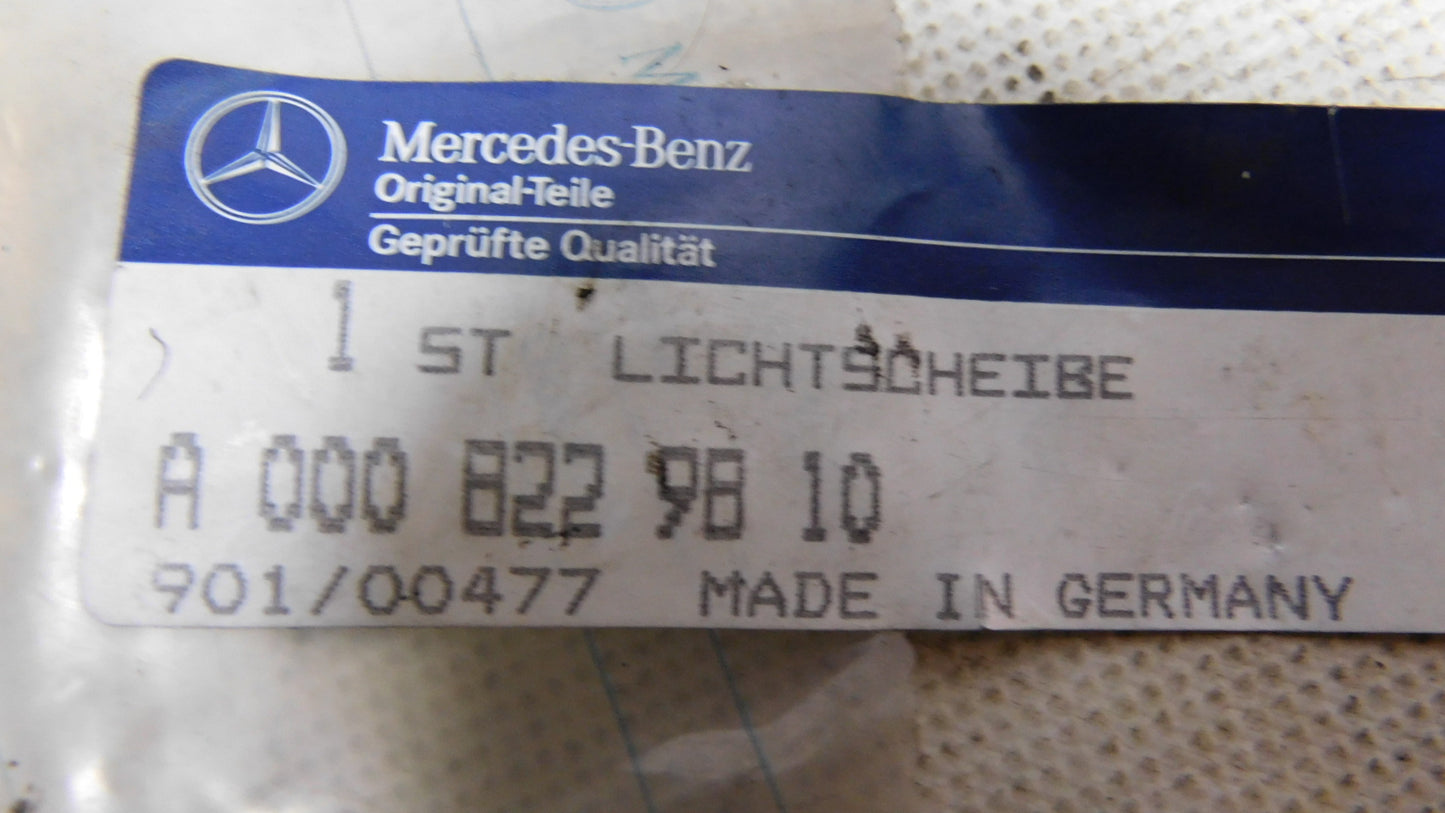 Mercedes-Benz
Original-Teile
Geprüfte Qualität
1 ST LICHTSCHEIBE
A 000 822 98 10
901/00477 MADE IN GERMANY